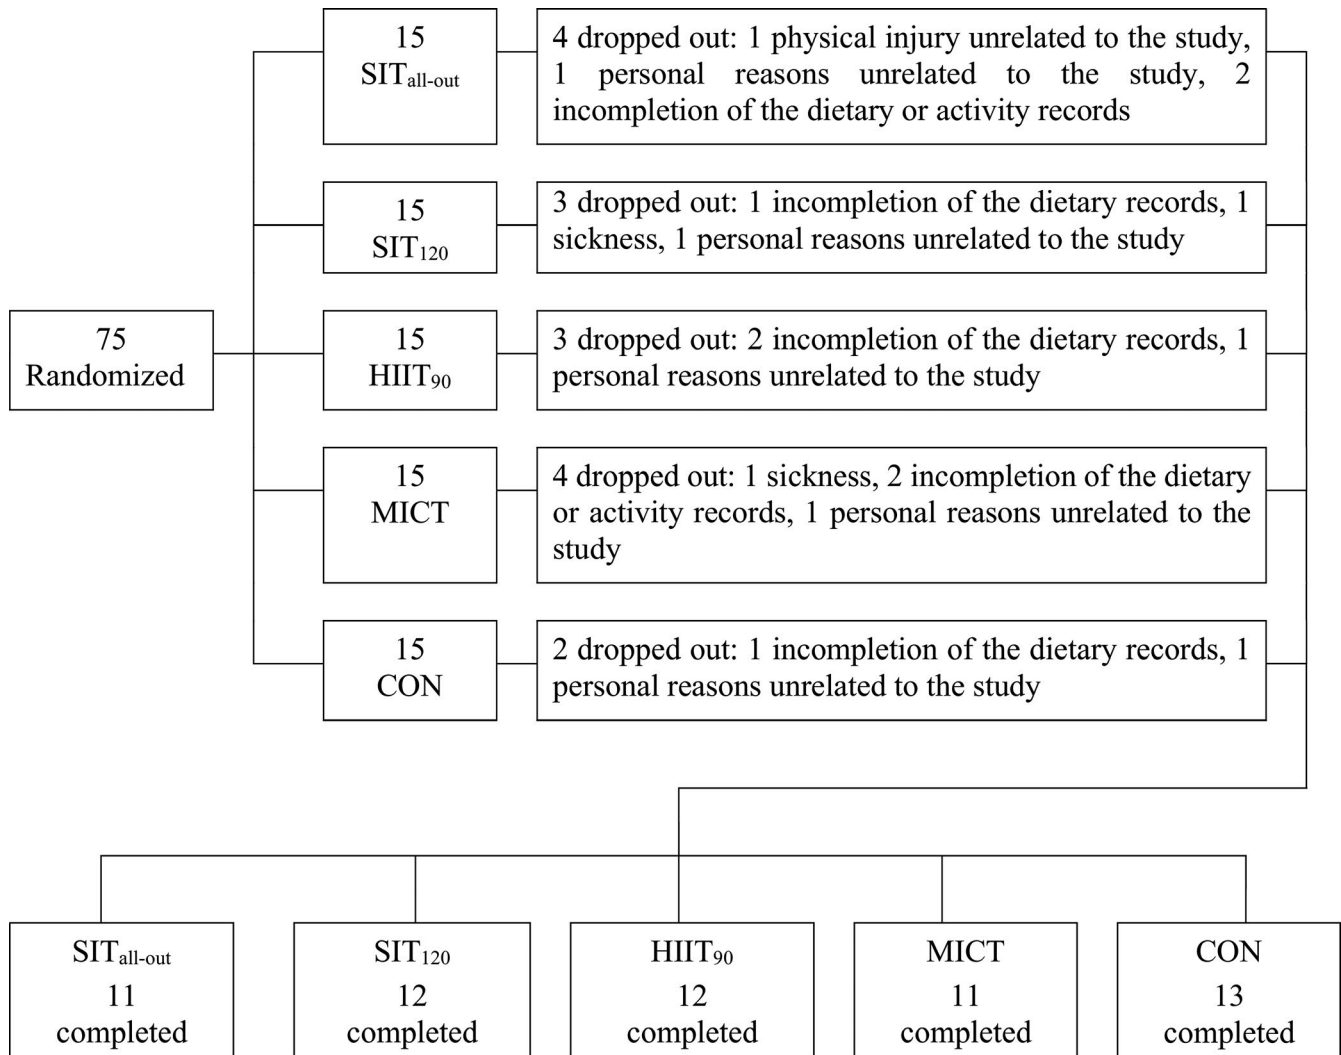 15
SITall-out
4 dropped out: 1 physical injury unrelated to the study,
1 personal reasons unrelated to the study, 2
incompletion of the dietary or activity records
15
SIT120
3 dropped out: 1 incompletion of the dietary records, 1
sickness, 1 personal reasons unrelated to the study
75
Randomized
15
HIIT90
3 dropped out: 2 incompletion of the dietary records, 1
personal reasons unrelated to the study
15
MICT
4 dropped out: 1 sickness, 2 incompletion of the dietary
or activity records, 1 personal reasons unrelated to the
study
15
CON
2 dropped out: 1 incompletion of the dietary records, 1
personal reasons unrelated to the study
SITall-out
11
completed
SIT120
12
completed
HIIT90
12
completed
MICT
11
completed
CON
13
completed